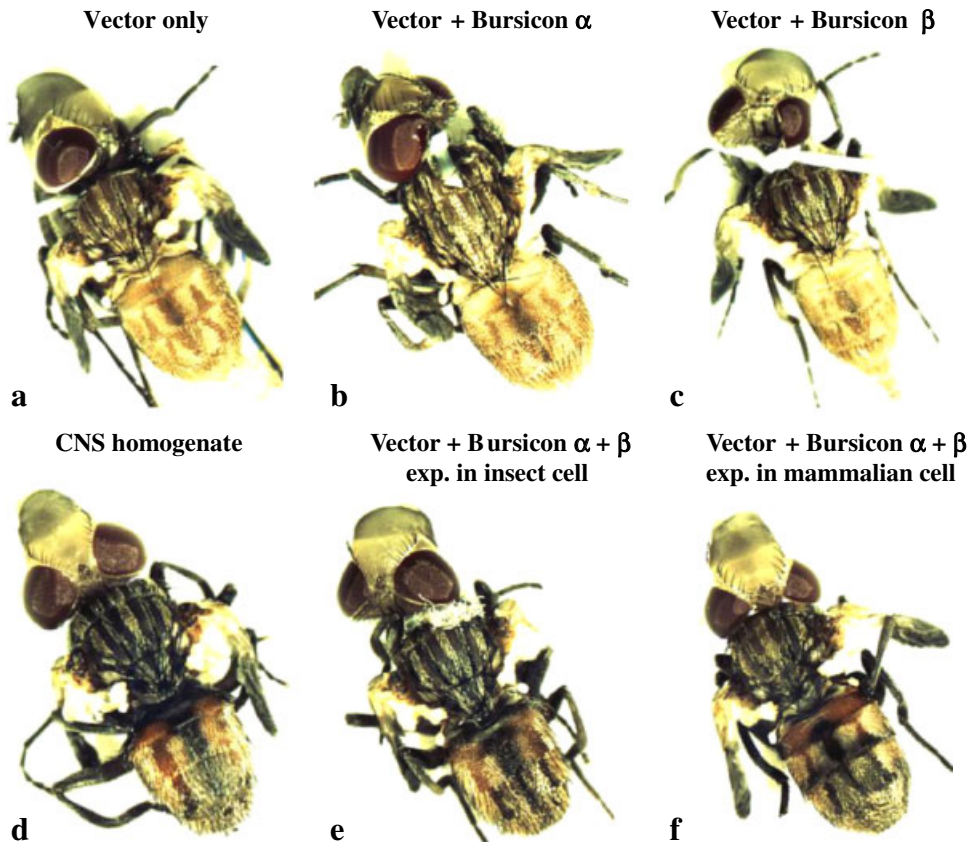 Vector only
Vector + Bursicon α
Vector + Bursicon β
a
b
c
CNS homogenate
Vector + Bursicon α + β
exp. in insect cell
Vector + Bursicon α + β
exp. in mammalian cell
d
e
f